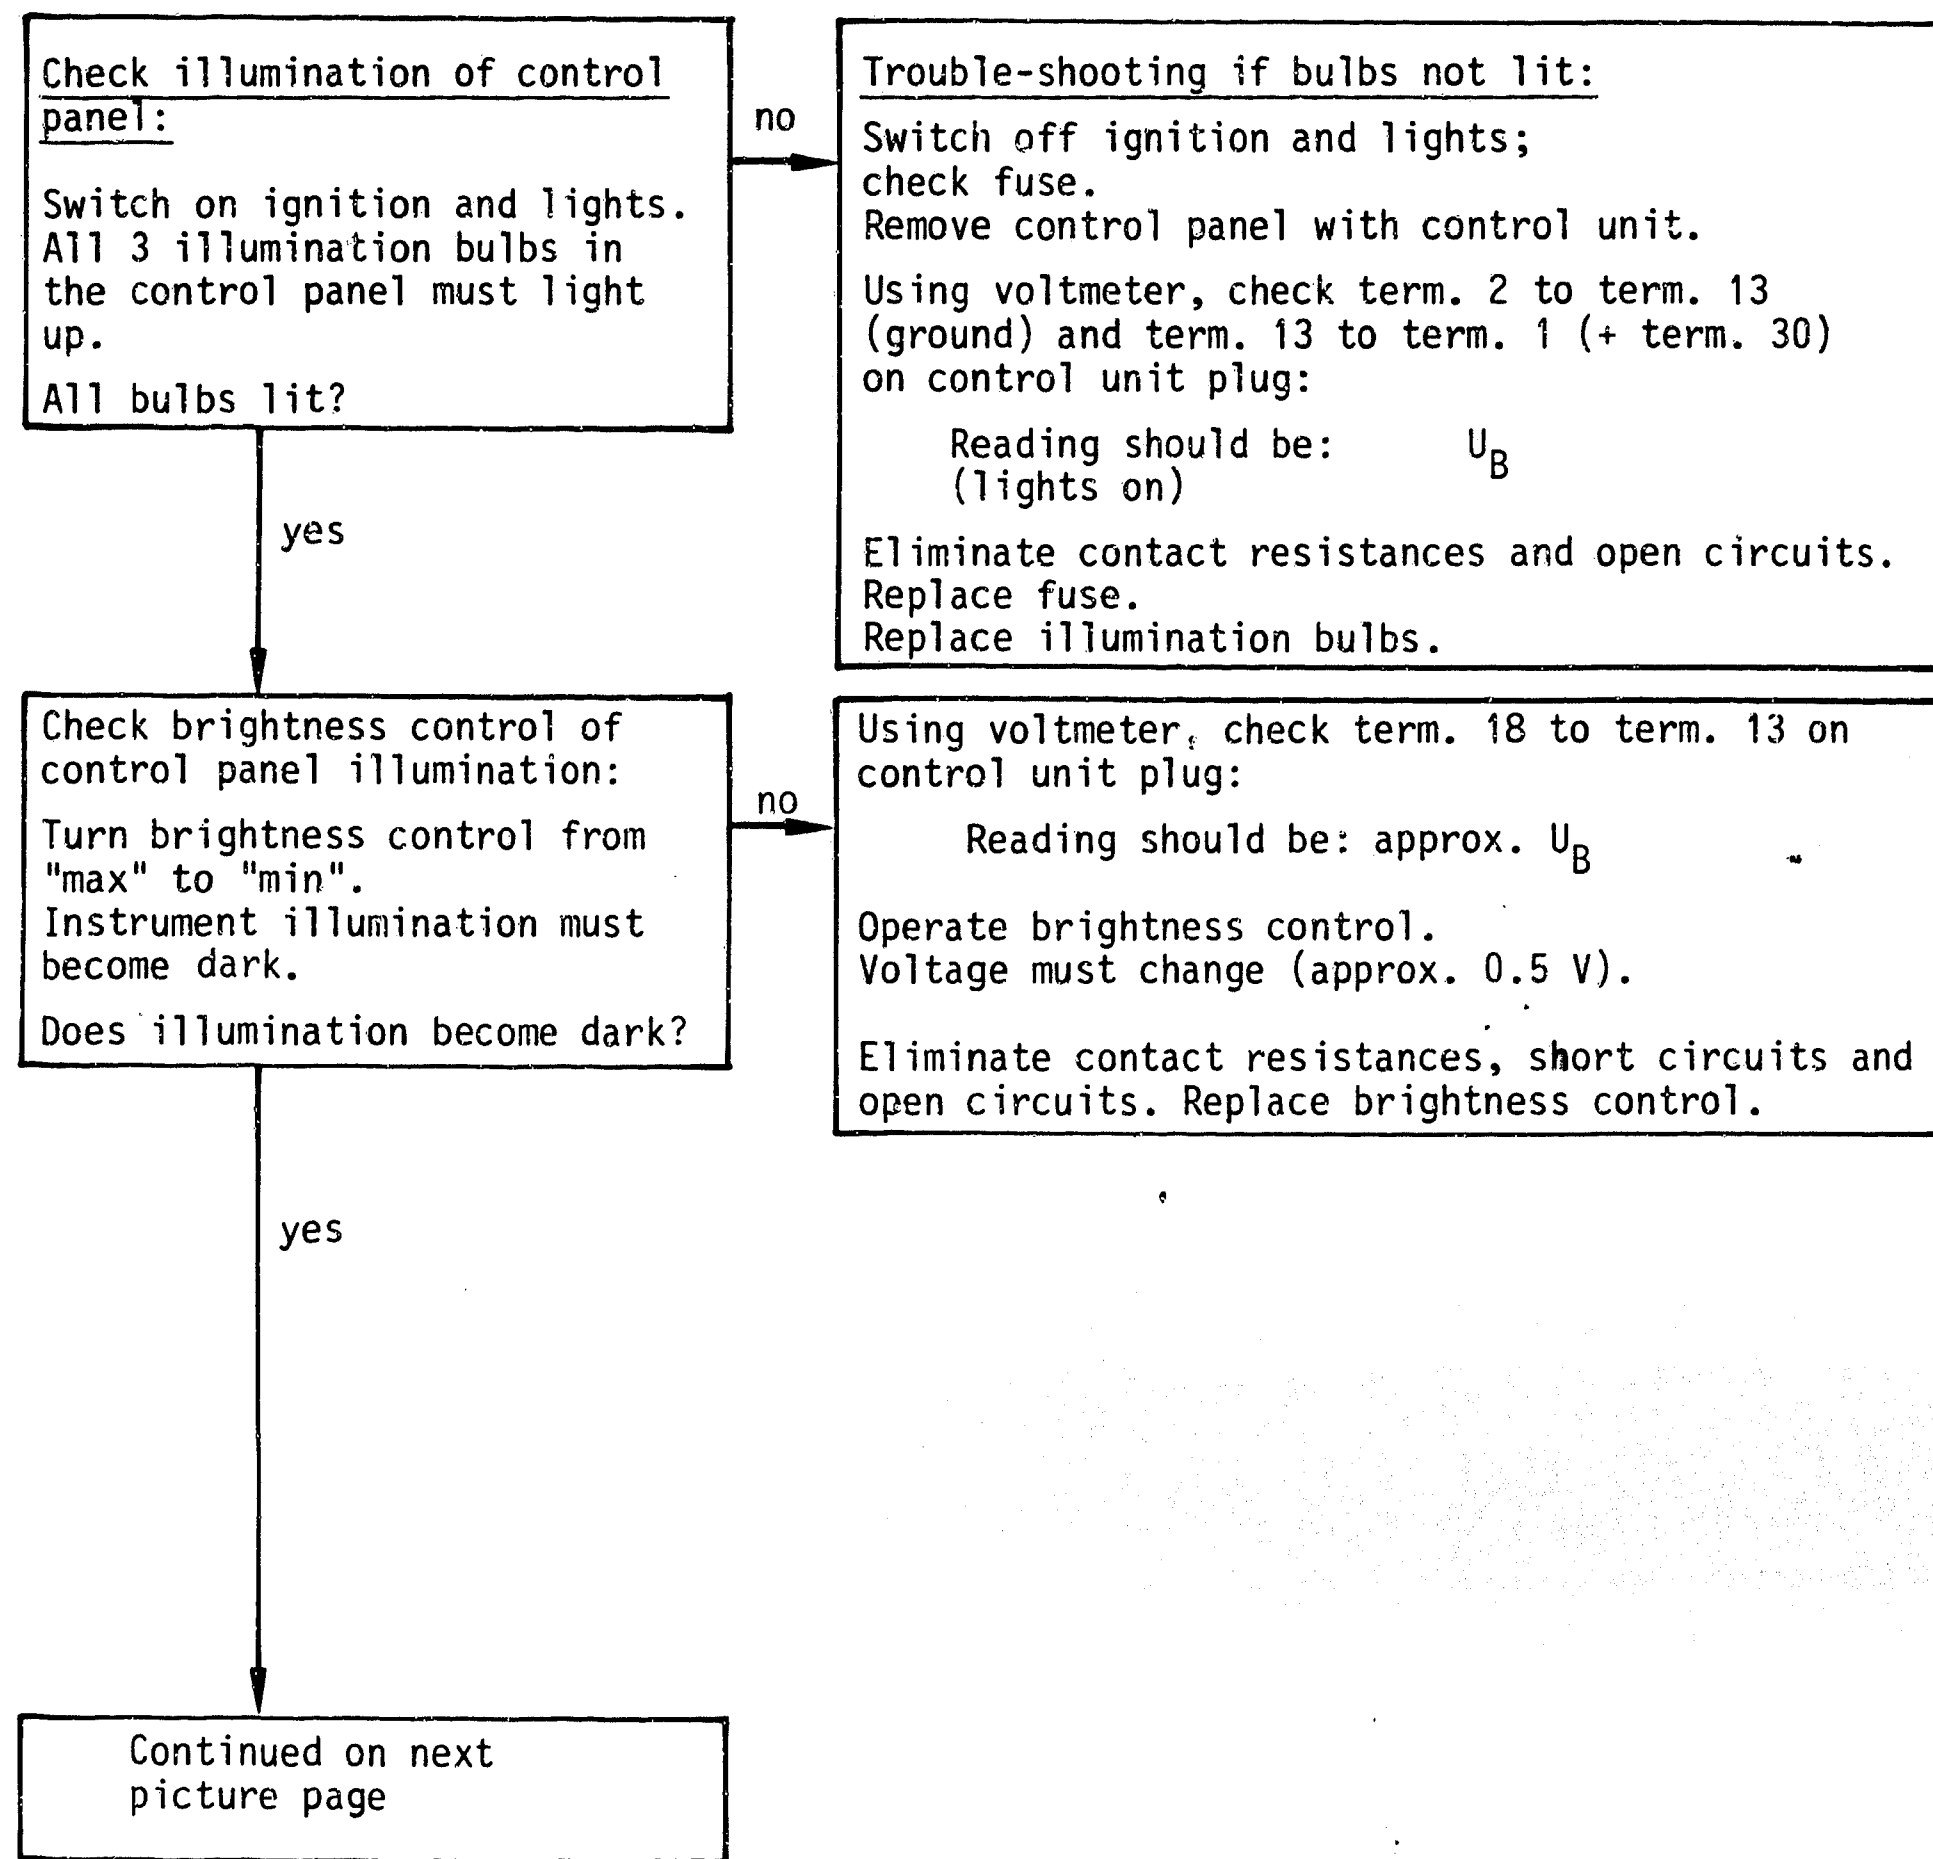 Check illumination of control
panel:
Switch on ignition and lights.
All 3 illumination bulbs in
the control panel must light
up.
All bulbs lit?
no
Trouble-shooting if bulbs not lit:
Switch off ignition and lights;
check fuse.
Remove control panel with control unit.
Using voltmeter, check term. 2 to term. 13
(ground) and term. 13 to term. 1 (+ term. 30)
on control unit plug:
Reading should be: U_B
(lights on)
Eliminate contact resistances and open circuits.
Replace fuse.
Replace illumination bulbs.
yes
Check brightness control of
control panel illumination:
Turn brightness control from
"max" to "min".
Instrument illumination must
become dark.
Does illumination become dark?
no
Using voltmeter, check term. 18 to term. 13 on
control unit plug:
Reading should be: approx. U_B
Operate brightness control.
Voltage must change (approx. 0.5 V).
Eliminate contact resistances, short circuits and
open circuits. Replace brightness control.
yes
Continued on next
picture page